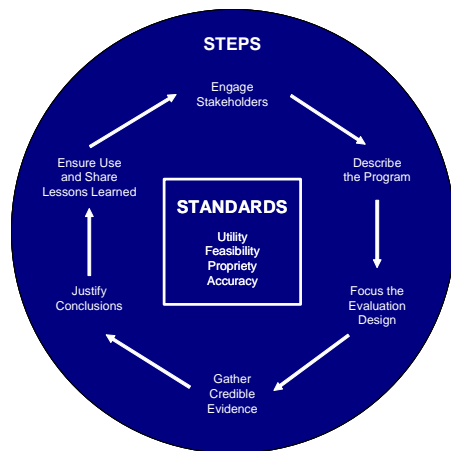 STEPS
Engage
Stakeholders
Describe
the Program
Focus the
Evaluation
Design
Gather
Credible
Evidence
Justify
Conclusions
Ensure Use
and Share
Lessons Learned
STANDARDS
Utility
Feasibility
Propriety
Accuracy